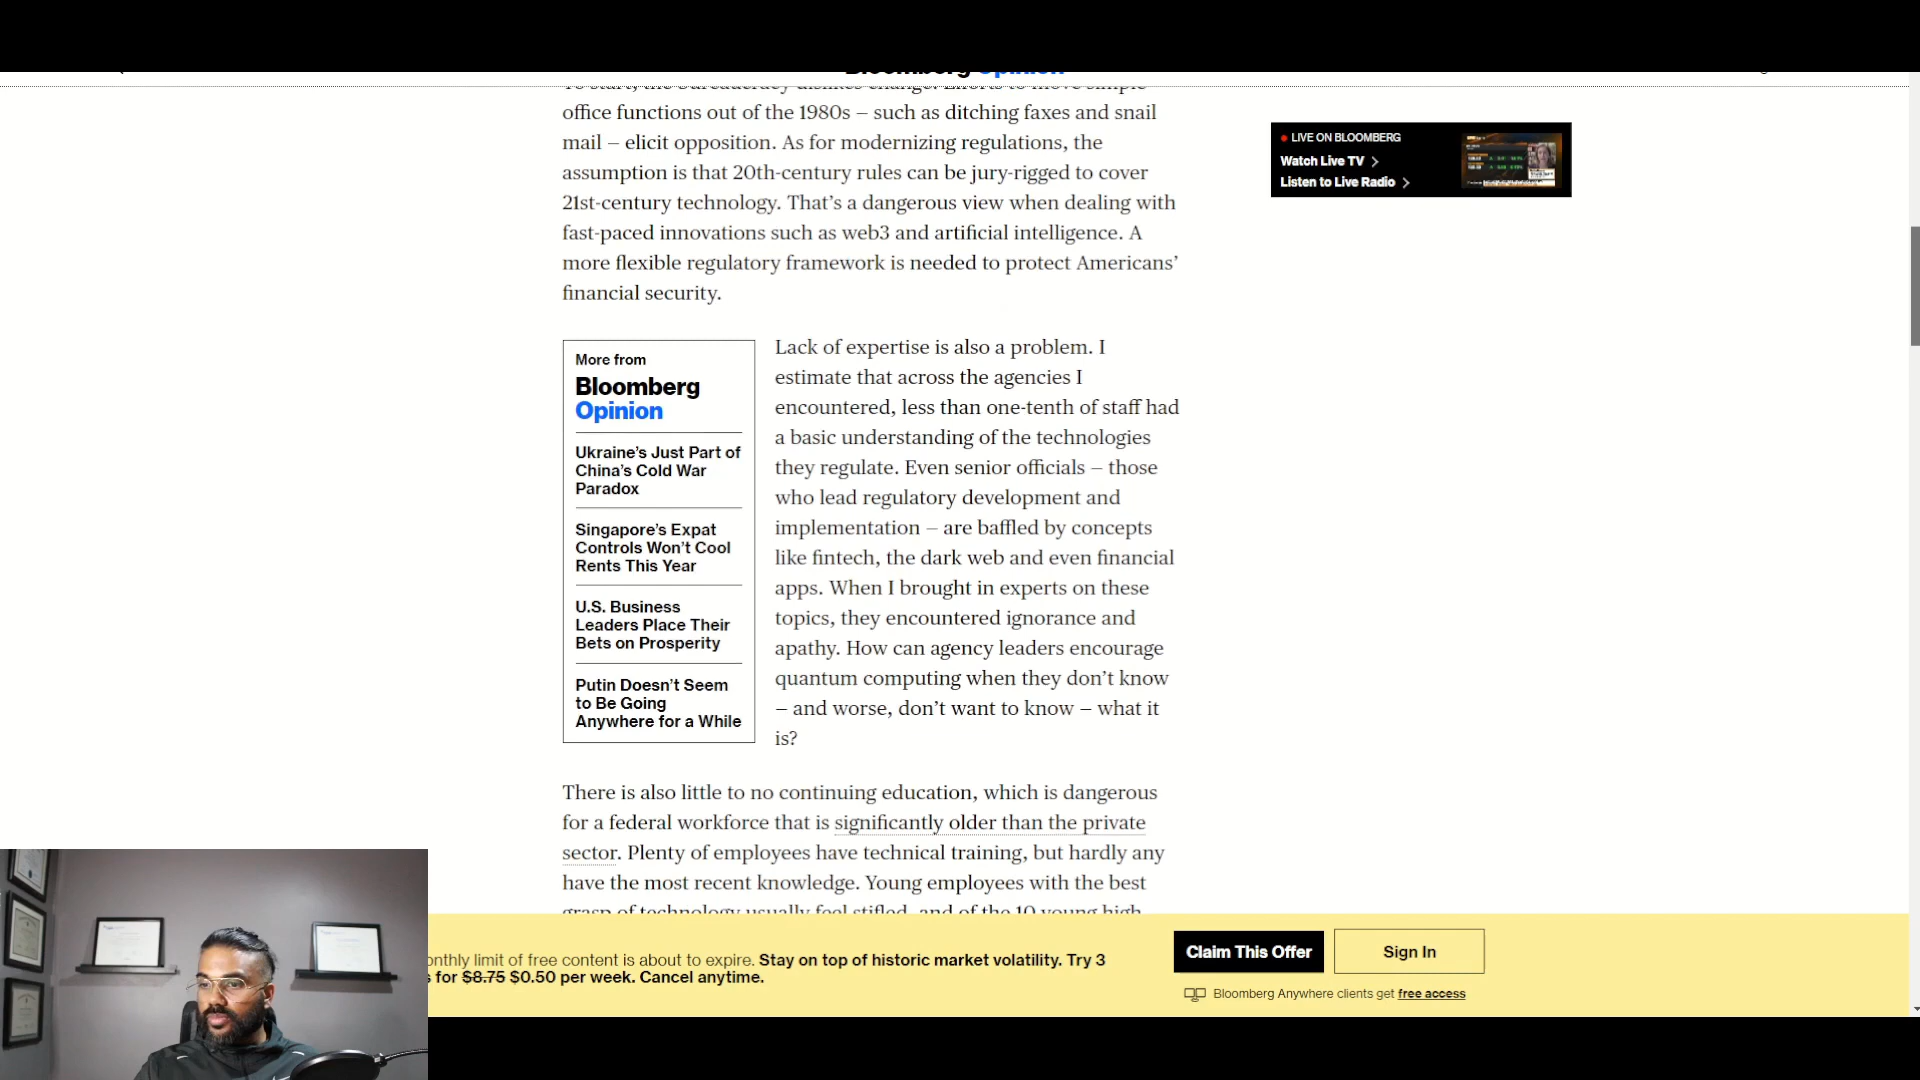 Bloomberg Opinion
To start, the bureaucracy dislikes change. Efforts to move simple
office functions out of the 1980s – such as ditching faxes and snail
mail – elicit opposition. As for modernizing regulations, the
assumption is that 20th-century rules can be jury-rigged to cover
21st-century technology. That’s a dangerous view when dealing with
fast-paced innovations such as web3 and artificial intelligence. A
more flexible regulatory framework is needed to protect Americans’
financial security.
LIVE ON BLOOMBERG
Watch Live TV
Listen to Live Radio
More from
Bloomberg
Opinion
Ukraine’s Just Part of
China’s Cold War
Paradox
Singapore’s Expat
Controls Won’t Cool
Rents This Year
U.S. Business
Leaders Place Their
Bets on Prosperity
Putin Doesn’t Seem
to Be Going
Anywhere for a While
Lack of expertise is also a problem. I
estimate that across the agencies I
encountered, less than one-tenth of staff had
a basic understanding of the technologies
they regulate. Even senior officials – those
who lead regulatory development and
implementation – are baffled by concepts
like fintech, the dark web and even financial
apps. When I brought in experts on these
topics, they encountered ignorance and
apathy. How can agency leaders encourage
quantum computing when they don’t know
– and worse, don’t want to know – what it
is?
There is also little to no continuing education, which is dangerous
for a federal workforce that is significantly older than the private
sector. Plenty of employees have technical training, but hardly any
have the most recent knowledge. Young employees with the best
grasp of technology usually feel stifled, and of the 10 young high
onthly limit of free content is about to expire. Stay on top of historic market volatility. Try 3
s for $8.75 $0.50 per week. Cancel anytime.
Claim This Offer
Sign In
Bloomberg Anywhere clients get free access